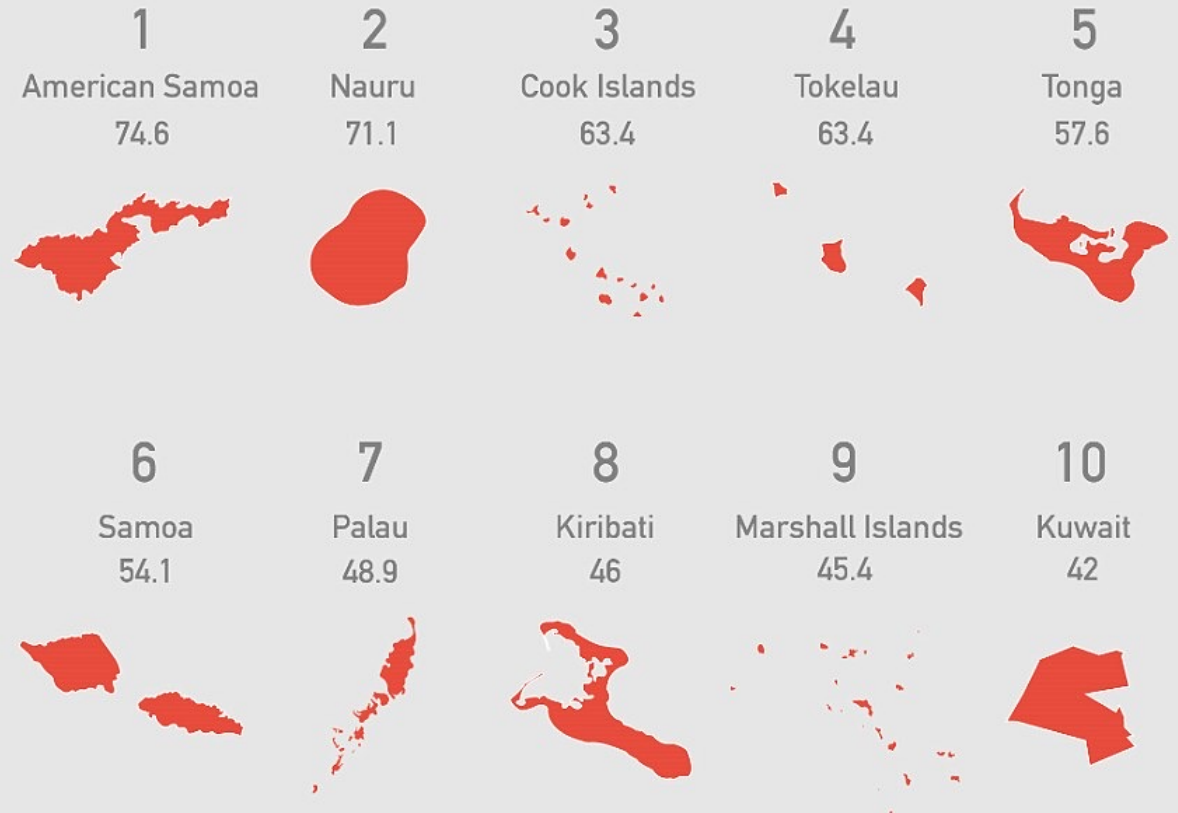 1 2 3 4 5
American Samoa Nauru Cook Islands Tokelau Tonga
74.6 71.1 63.4 63.4 57.6
6 7 8 9 10
Samoa Palau Kiribati Marshall Islands Kuwait
54.1 48.9 46 45.4 42